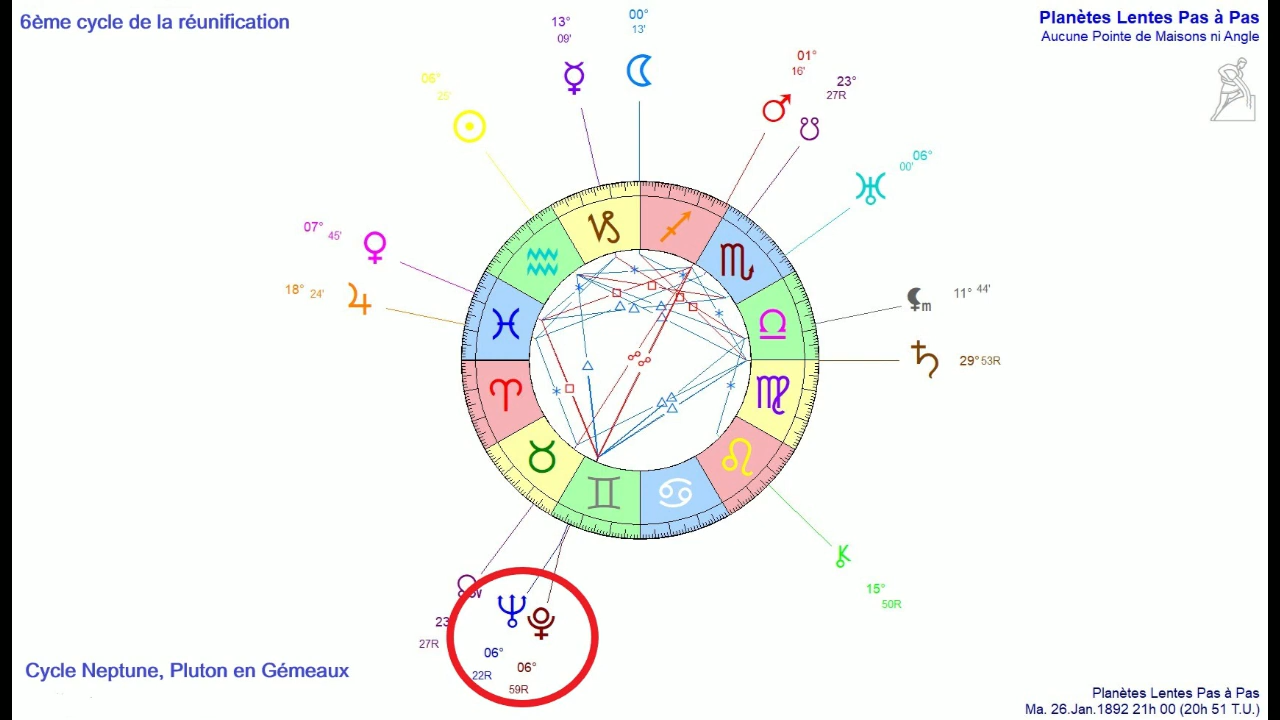 6ème cycle de la réunification
Planètes Lentes Pas à Pas
Aucune Pointe de Maisons ni Angle
13°
09'
00°
13'
01°
16'
23°
27R
06°
25'
06°
00'
07° 45'
18° 24'
11° 44'
m
29° 53R
15°
50R
23
27R
06°
22R
06°
59R
Cycle Neptune, Pluton en Gémeaux
Planètes Lentes Pas à Pas
Ma. 26.Jan.1892 21h 00 (20h 51 T.U.)